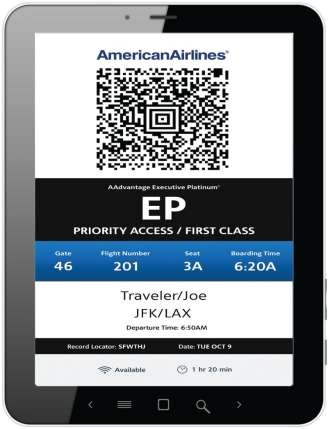 AmericanAirlines®
AAdvantage Executive Platinum®
EP
PRIORITY ACCESS / FIRST CLASS
Gate Flight Number Seat Boarding Time
46 201 3A 6:20A
Traveler/Joe
JFK/LAX
Departure Time: 6:50AM
Record Locator: SFWTHJ Date: TUE OCT 9
Available 1 hr 20 min